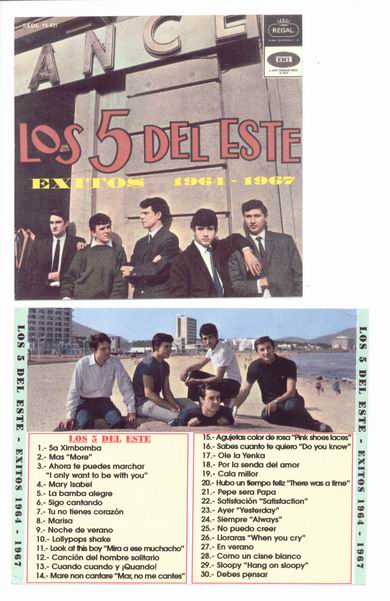 SEOL 19.421
REGAL
EMI
ANCE
LOS 5 DEL ESTE
EXITOS 1964 - 1967
LOS 5 DEL ESTE - EXITOS 1964 - 1967
LOS 5 DEL ESTE
1.- Sa Ximbomba
2.- Mas "More"
3.- Ahora te puedes marchar
"I only want to be with you"
4.- Mary Isabel
5.- La bamba alegre
6.- Sigo cantando
7.- Tu no tienes corazón
8.- Marisa
9.- Noche de verano
10.- Lollypops shake
11.- Look at this boy "Mira a ese muchacho"
12.- Canción del hombre solitario
13.- Cuando cuando y ¡Quando!
14.- Mare non cantare "Mar, no me cantes"
15.- Agujetas color de rosa "Pink shoes laces"
16.- Sabes cuanto te quiero "Do you know"
17.- Ole la Yenka
18.- Por la senda del amor
19.- Cala millor
20.- Hubo un tiempo feliz "There was a time"
21.- Pepe sera Papa
22.- Satisfación "Satisfaction"
23.- Ayer "Yesterday"
24.- Siempre "Always"
25.- No puedo creer
26.- Lloraras "When you cry"
27.- En verano
28.- Como un cisne blanco
29.- Sloopy "Hang on sloopy"
30.- Debes pensar
LOS 5 DEL ESTE - EXITOS 1964 - 1967